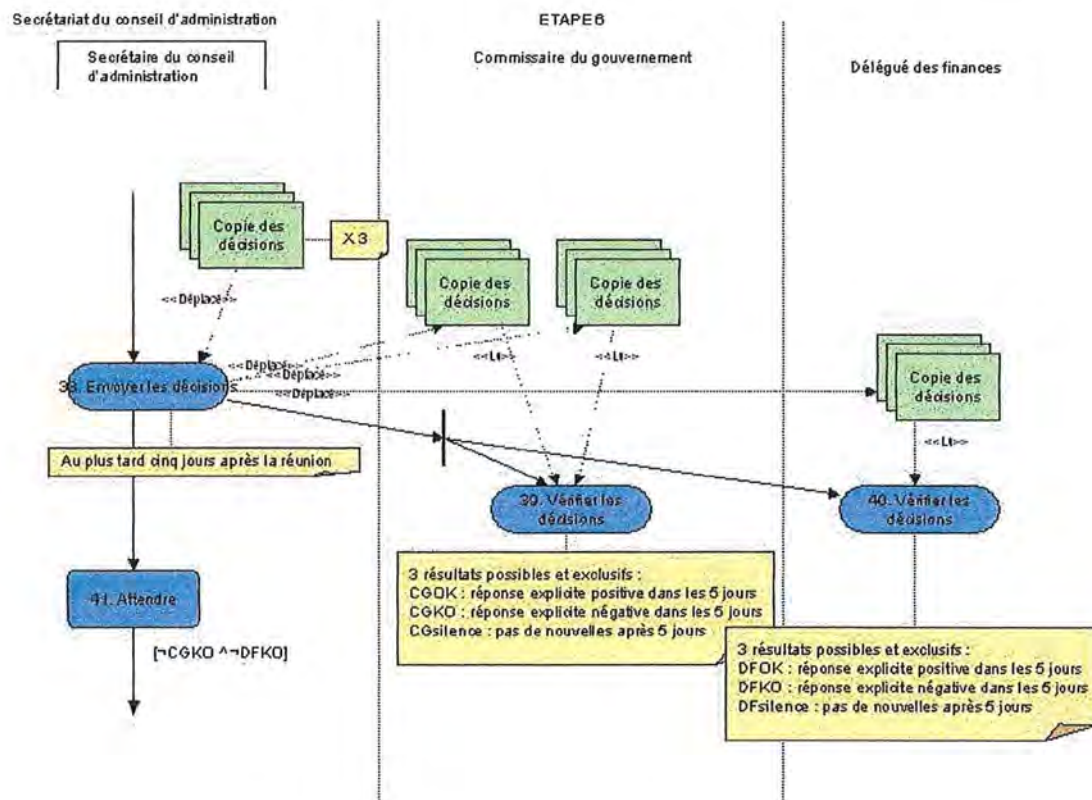 Secrétariat du conseil d'administration
ETAPE6
Secrétaire du conseil
d'administration
Commissaire du gouvernement
Délégué des finances
Copie des
décisions
X 3
Copie des
décisions
Copie des
décisions
<<Déplacé>>
<<Lt>>
<<Lt>>
<<Déplacé>>
<<Déplacé>>
<<Déplacé>>
38. Envoyer les décisions
Copie des
décisions
<<Lt>>
Au plus tard cinq jours après la réunion
39. Vérifier les
décisions
40. Vérifier les
décisions
41. Attendre
3 résultats possibles et exclusifs :
CGOK : réponse explicite positive dans les 5 jours
CGKO : réponse explicite négative dans les 5 jours
CGsilence : pas de nouvelles après 5 jours
[¬CGKO ^¬DFKO]
3 résultats possibles et exclusifs :
DFOK : réponse explicite positive dans les 5 jours
DFKO : réponse explicite négative dans les 5 jours
DFsilence : pas de nouvelles après 5 jours